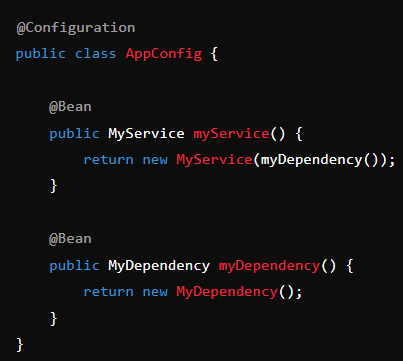 @Configuration
public class AppConfig {
@Bean
public MyService myService() {
return new MyService(myDependency());
}
@Bean
public MyDependency myDependency() {
return new MyDependency();
}
}